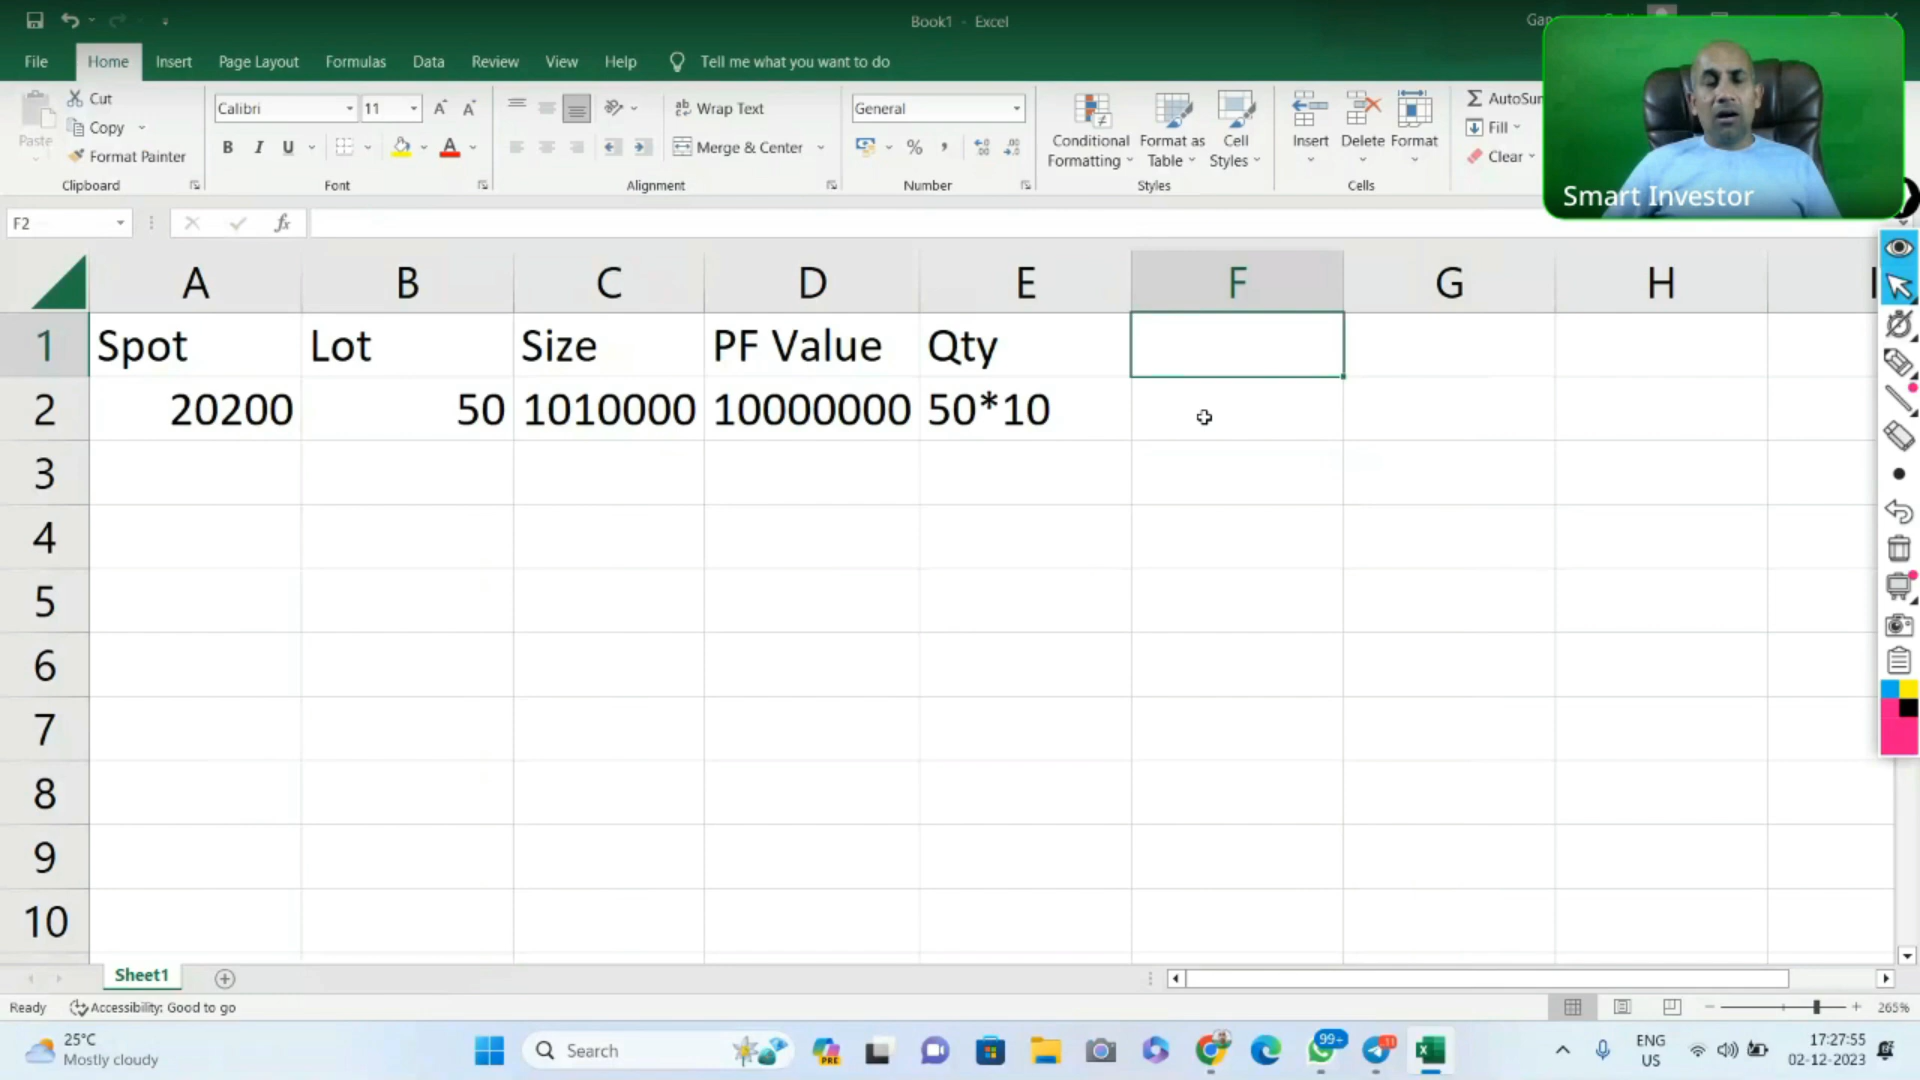 Book1 - Excel
File Home Insert Page Layout Formulas Data Review View Help Tell me what you want to do
Paste
Cut
Copy
Format Painter
Clipboard
Calibri 11
B I U
Font
Wrap Text
Merge & Center
Alignment
General
%
Number
Conditional Formatting
Format as Table
Cell Styles
Styles
Insert Delete Format
Cells
Fill
Clear
Smart Investor
F2
fx
A B C D E F G H
1 Spot Lot Size PF Value Qty
2 20200 50 1010000 10000000 50*10
3
4
5
6
7
8
9
10
Sheet1
Ready Accessibility: Good to go 265%
25°C
Mostly cloudy
Search
PRE
99+
ENG
US
17:27:55
02-12-2023